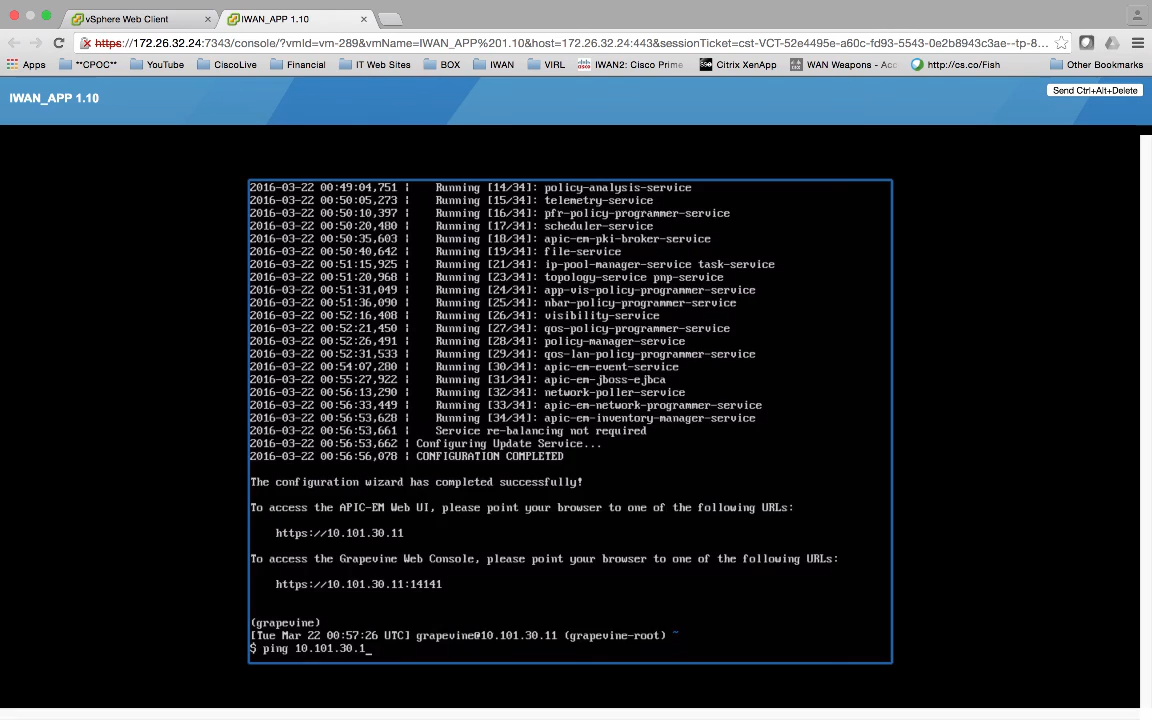 vSphere Web Client
IWAN_APP 1.10
https://172.26.32.24:7343/console/?vmId=vm-289&vmName=IWAN_APP%201.10&host=172.26.32.24:443&sessionTicket=cst-VCT-52e4495e-a60c-fd93-5543-0e2b8943c3ae--tp-8...
Apps **CPOC** YouTube CiscoLive Financial IT Web Sites BOX IWAN VIRL IWAN2: Cisco Prime Citrix XenApp WAN Weapons - Acc http://cs.co/Fish Other Bookmarks
IWAN_APP 1.10
Send Ctrl+Alt+Delete
2016-03-22 00:49:04,751 | Running [14/34]: policy-analysis-service
2016-03-22 00:50:05,273 | Running [15/34]: telemetry-service
2016-03-22 00:50:10,397 | Running [16/34]: pfr-policy-programmer-service
2016-03-22 00:50:20,480 | Running [17/34]: scheduler-service
2016-03-22 00:50:35,603 | Running [18/34]: apic-em-pki-broker-service
2016-03-22 00:50:40,642 | Running [19/34]: file-service
2016-03-22 00:51:15,925 | Running [21/34]: ip-pool-manager-service task-service
2016-03-22 00:51:20,968 | Running [23/34]: topology-service pnp-service
2016-03-22 00:51:31,049 | Running [24/34]: app-vis-policy-programmer-service
2016-03-22 00:51:36,090 | Running [25/34]: nbar-policy-programmer-service
2016-03-22 00:52:16,408 | Running [26/34]: visibility-service
2016-03-22 00:52:21,450 | Running [27/34]: qos-policy-programmer-service
2016-03-22 00:52:26,491 | Running [28/34]: policy-manager-service
2016-03-22 00:52:31,533 | Running [29/34]: qos-lan-policy-programmer-service
2016-03-22 00:54:07,280 | Running [30/34]: apic-em-event-service
2016-03-22 00:55:27,922 | Running [31/34]: apic-em-jboss-ejbca
2016-03-22 00:56:13,290 | Running [32/34]: network-poller-service
2016-03-22 00:56:33,449 | Running [33/34]: apic-em-network-programmer-service
2016-03-22 00:56:53,628 | Running [34/34]: apic-em-inventory-manager-service
2016-03-22 00:56:53,661 | Service re-balancing not required
2016-03-22 00:56:53,662 | Configuring Update Service...
2016-03-22 00:56:56,078 | CONFIGURATION COMPLETED
The configuration wizard has completed successfully!
To access the APIC-EM Web UI, please point your browser to one of the following URLs:
https://10.101.30.11
To access the Grapevine Web Console, please point your browser to one of the following URLs:
https://10.101.30.11:14141
(grapevine)
[Tue Mar 22 00:57:26 UTC] grapevine@10.101.30.11 (grapevine-root) ~
$ ping 10.101.30.1_